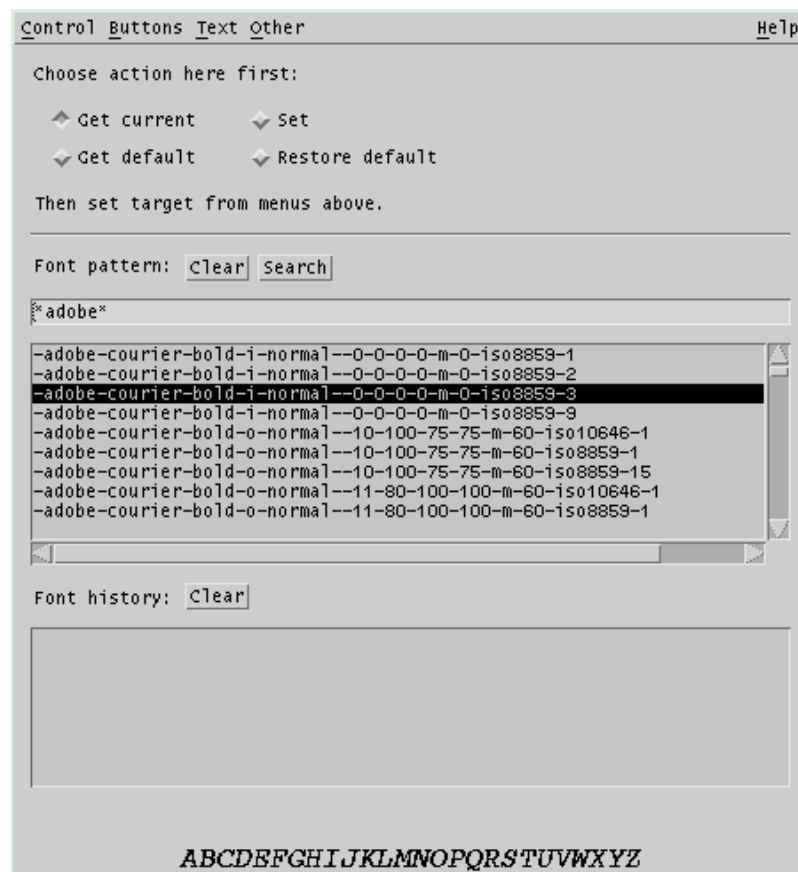 Control Buttons Text Other Help
Choose action here first:
Get current Set
Get default Restore default
Then set target from menus above.
Font pattern: Clear Search
*adobe*
-adobe-courier-bold-i-normal--0-0-0-0-m-0-iso8859-1
-adobe-courier-bold-i-normal--0-0-0-0-m-0-iso8859-2
-adobe-courier-bold-i-normal--0-0-0-0-m-0-iso8859-3
-adobe-courier-bold-i-normal--0-0-0-0-m-0-iso8859-9
-adobe-courier-bold-o-normal--10-100-75-75-m-60-iso10646-1
-adobe-courier-bold-o-normal--10-100-75-75-m-60-iso8859-1
-adobe-courier-bold-o-normal--10-100-75-75-m-60-iso8859-15
-adobe-courier-bold-o-normal--11-80-100-100-m-60-iso10646-1
-adobe-courier-bold-o-normal--11-80-100-100-m-60-iso8859-1
Font history: Clear
ABCDEFGHIJKLMNOPQRSTUVWXYZ